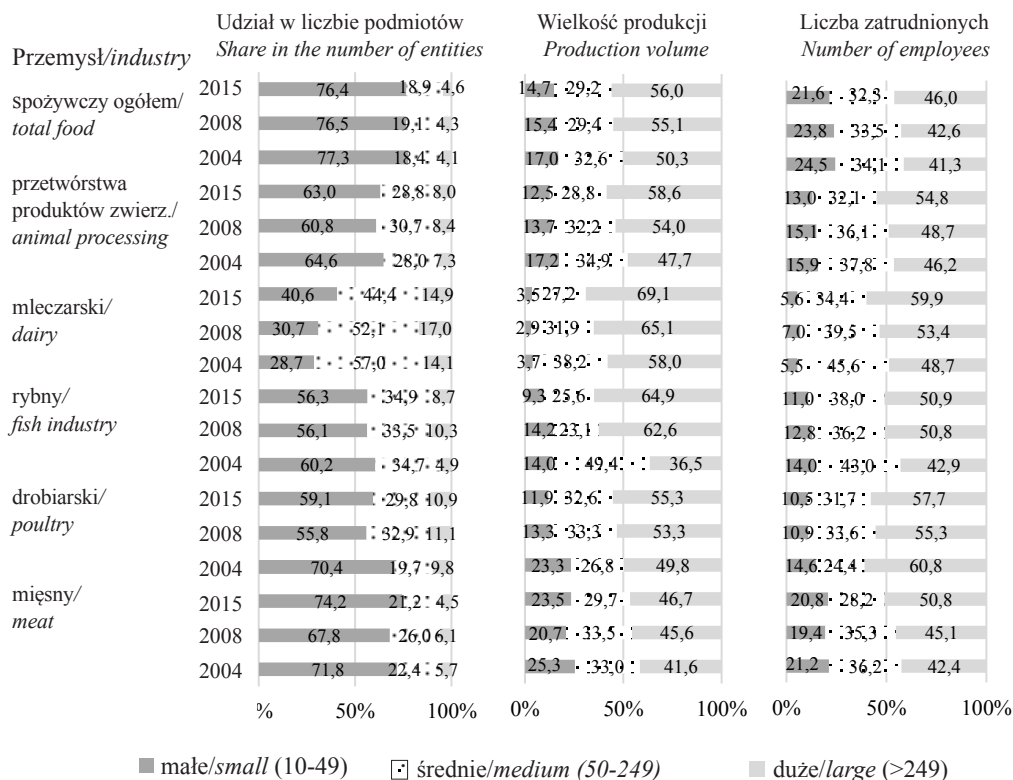 Udział w liczbie podmiotów Wielkość produkcji Liczba zatrudnionych
Share in the number of entities Production volume Number of employees
Przemysł/industry
spożywczy ogółem/
total food
2015 76,4 18,9 4,6 14,7 29,2 56,0 21,6 32,3 46,0
2008 76,5 19,1 4,3 15,4 29,4 55,1 23,8 33,5 42,6
2004 77,3 18,4 4,1 17,0 32,6 50,3 24,5 34,1 41,3
przetwórstwa
produktów zwierz./
animal processing
2015 63,0 28,8 8,0 12,5 28,8 58,6 13,0 32,1 54,8
2008 60,8 30,7 8,4 13,7 32,2 54,0 15,1 36,1 48,7
2004 64,6 28,0 7,3 17,2 34,9 47,7 15,9 37,8 46,2
mleczarski/
dairy
2015 40,6 44,4 14,9 3,5 27,2 69,1 5,6 34,4 59,9
2008 30,7 52,1 17,0 2,9 31,9 65,1 7,0 39,5 53,4
2004 28,7 57,0 14,1 3,7 38,2 58,0 5,5 45,6 48,7
rybny/
fish industry
2015 56,3 34,9 8,7 9,3 25,6 64,9 11,0 38,0 50,9
2008 56,1 33,5 10,3 14,2 23,1 62,6 12,8 36,2 50,8
2004 60,2 34,7 4,9 14,0 49,4 36,5 14,0 43,0 42,9
drobiarski/
poultry
2015 59,1 29,8 10,9 11,9 32,6 55,3 10,5 31,7 57,7
2008 55,8 32,9 11,1 13,3 33,3 53,3 10,9 33,6 55,3
2004 70,4 19,7 9,8 23,3 26,8 49,8 14,6 24,4 60,8
mięsny/
meat
2015 74,2 21,2 4,5 23,5 29,7 46,7 20,8 28,2 50,8
2008 67,8 26,0 6,1 20,7 33,5 45,6 19,4 35,3 45,1
2004 71,8 22,4 5,7 25,3 33,0 41,6 21,2 36,2 42,4
% 50% 100% 0% 50% 100% 0% 50% 100%
małe/small (10-49) średnie/medium (50-249) duże/large (>249)